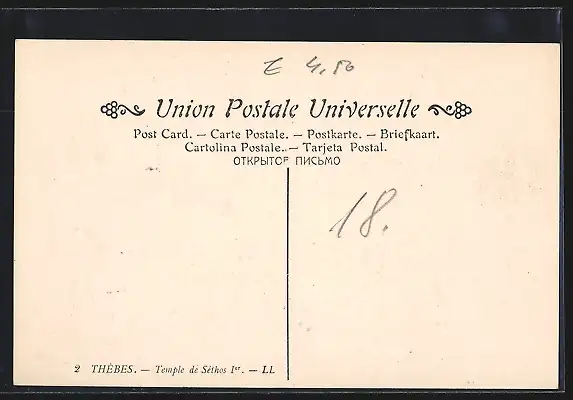 £ 4,50
Union Postale Universelle
Post Card. — Carte Postale. — Postkarte. — Briefkaart.
Cartolina Postale. — Tarjeta Postal.
ОТКРЫТОЕ ПИСЬМО
18.
2 THÈBES. — Temple de Séthos Iᵉʳ. — LL